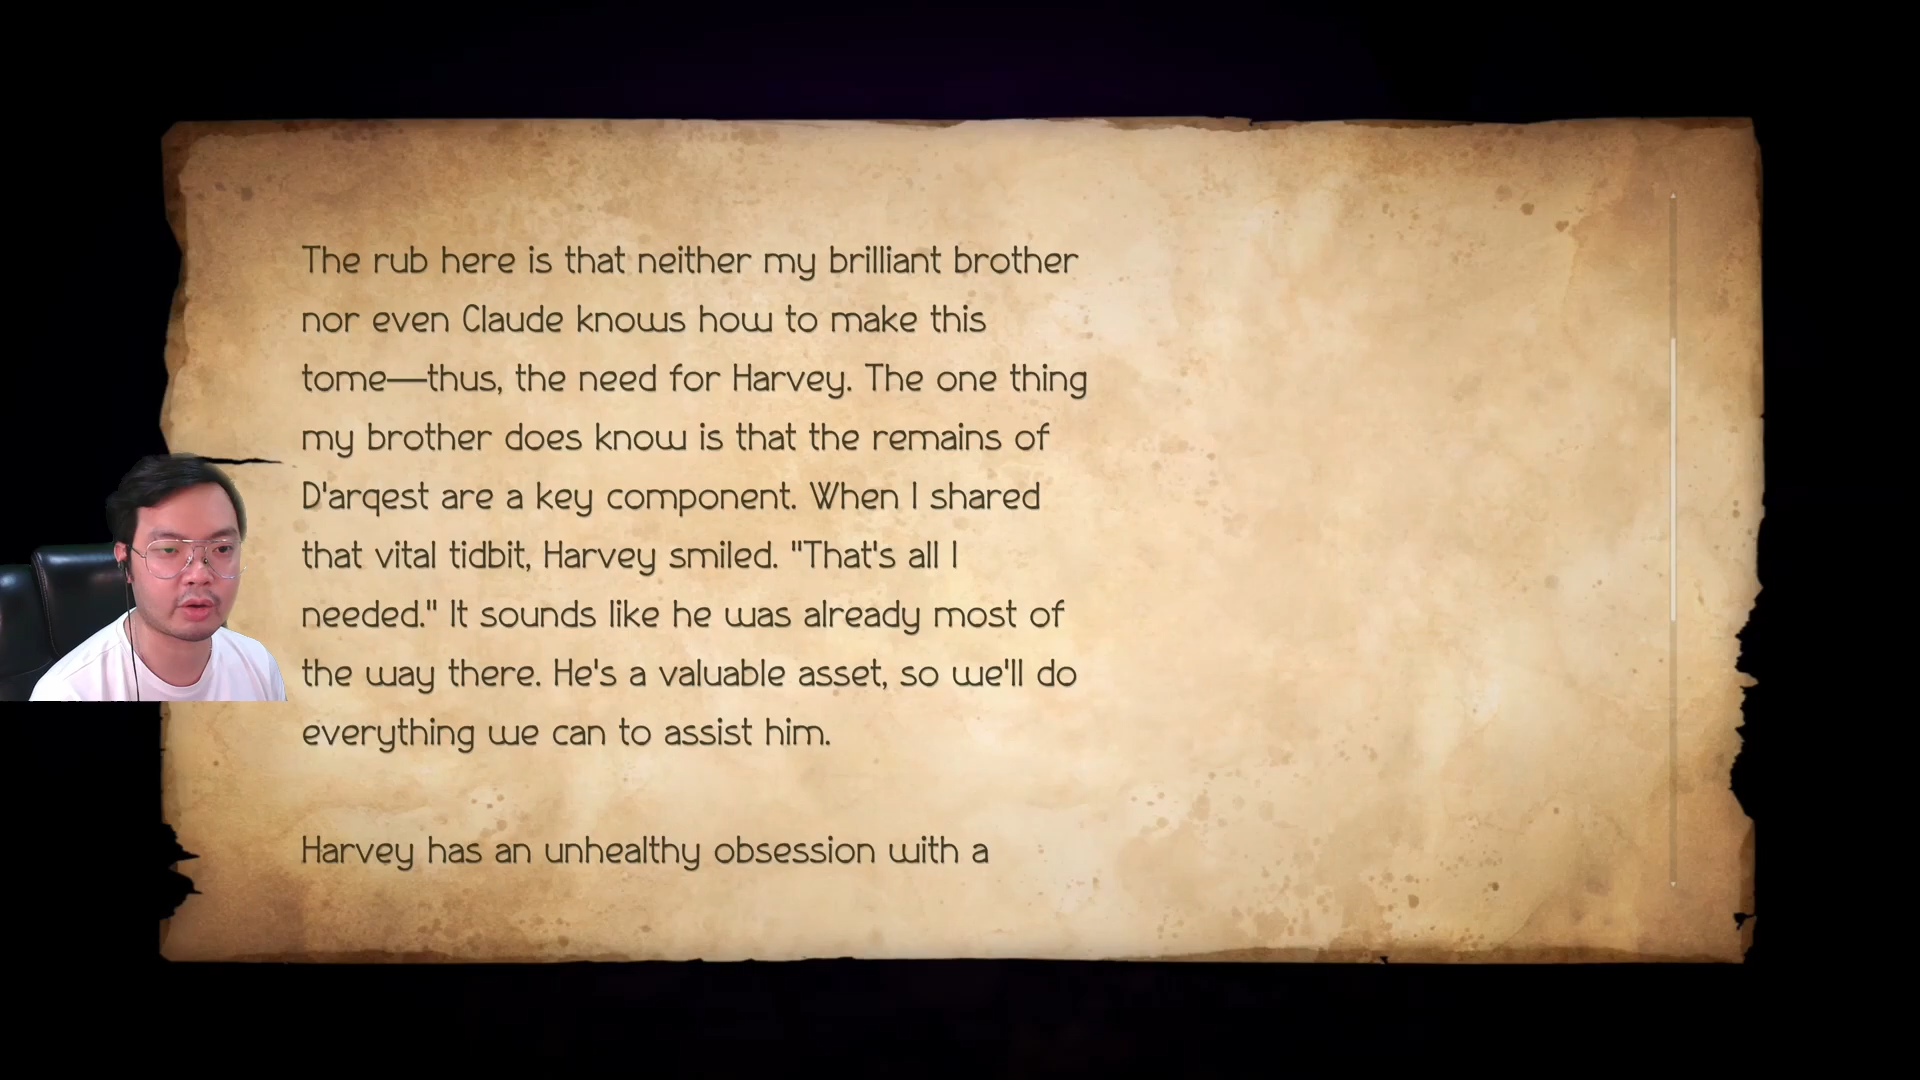 The rub here is that neither my brilliant brother
nor even Claude knows how to make this
tome—thus, the need for Harvey. The one thing
my brother does know is that the remains of
D'arqest are a key component. When I shared
that vital tidbit, Harvey smiled. "That's all I
needed." It sounds like he was already most of
the way there. He's a valuable asset, so we'll do
everything we can to assist him.
Harvey has an unhealthy obsession with a